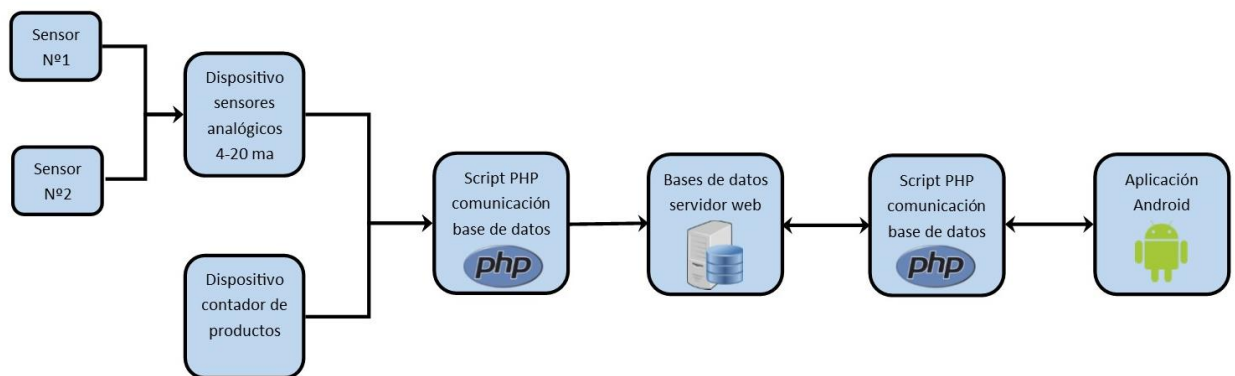 Sensor
Nº1
Sensor
Nº2
Dispositivo
sensores
analógicos
4-20 ma
Dispositivo
contador de
productos
Script PHP
comunicación
base de datos
php
Bases de datos
servidor web
Script PHP
comunicación
base de datos
php
Aplicación
Android